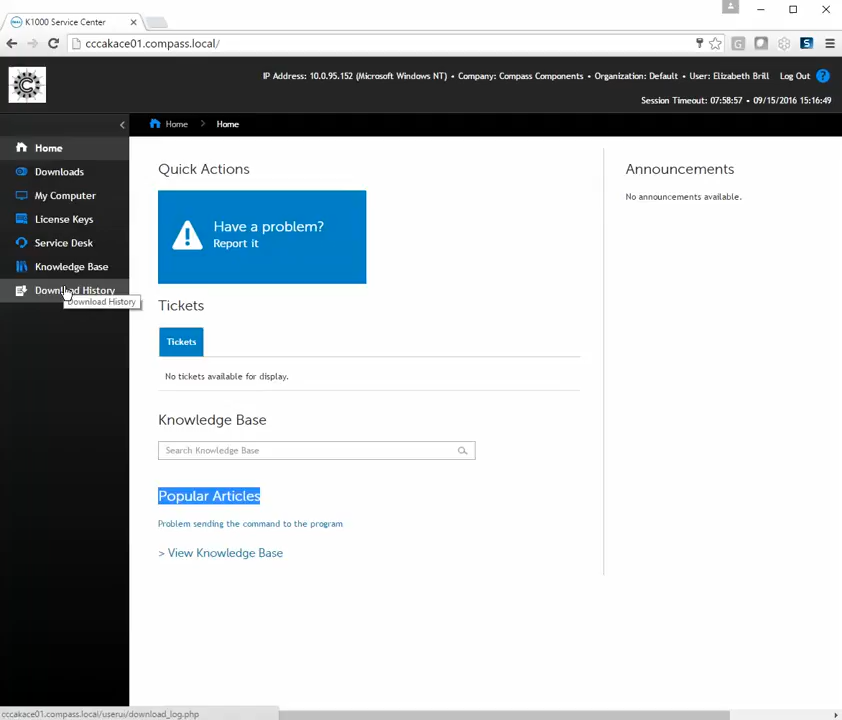 K1000 Service Center
cccakace01.compass.local/
IP Address: 10.0.95.152 (Microsoft Windows NT) • Company: Compass Components • Organization: Default • User: Elizabeth Brill Log Out ?
Session Timeout: 07:58:57 • 09/15/2016 15:16:49
Home > Home
Home
Downloads
My Computer
License Keys
Service Desk
Knowledge Base
Download History
Download History
Quick Actions
Have a problem?
Report it
Tickets
Tickets
No tickets available for display.
Knowledge Base
Search Knowledge Base
Popular Articles
Problem sending the command to the program
> View Knowledge Base
Announcements
No announcements available.
cccakace01.compass.local/userui/download_log.php